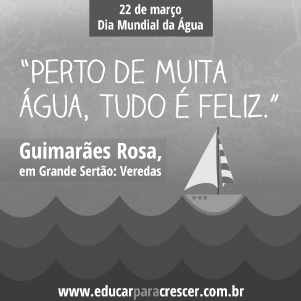 22 de março
Dia Mundial da Água
“PERTO DE MUITA
ÁGUA, TUDO É FELIZ.”
Guimarães Rosa,
em Grande Sertão: Veredas
www.educarparacrescer.com.br